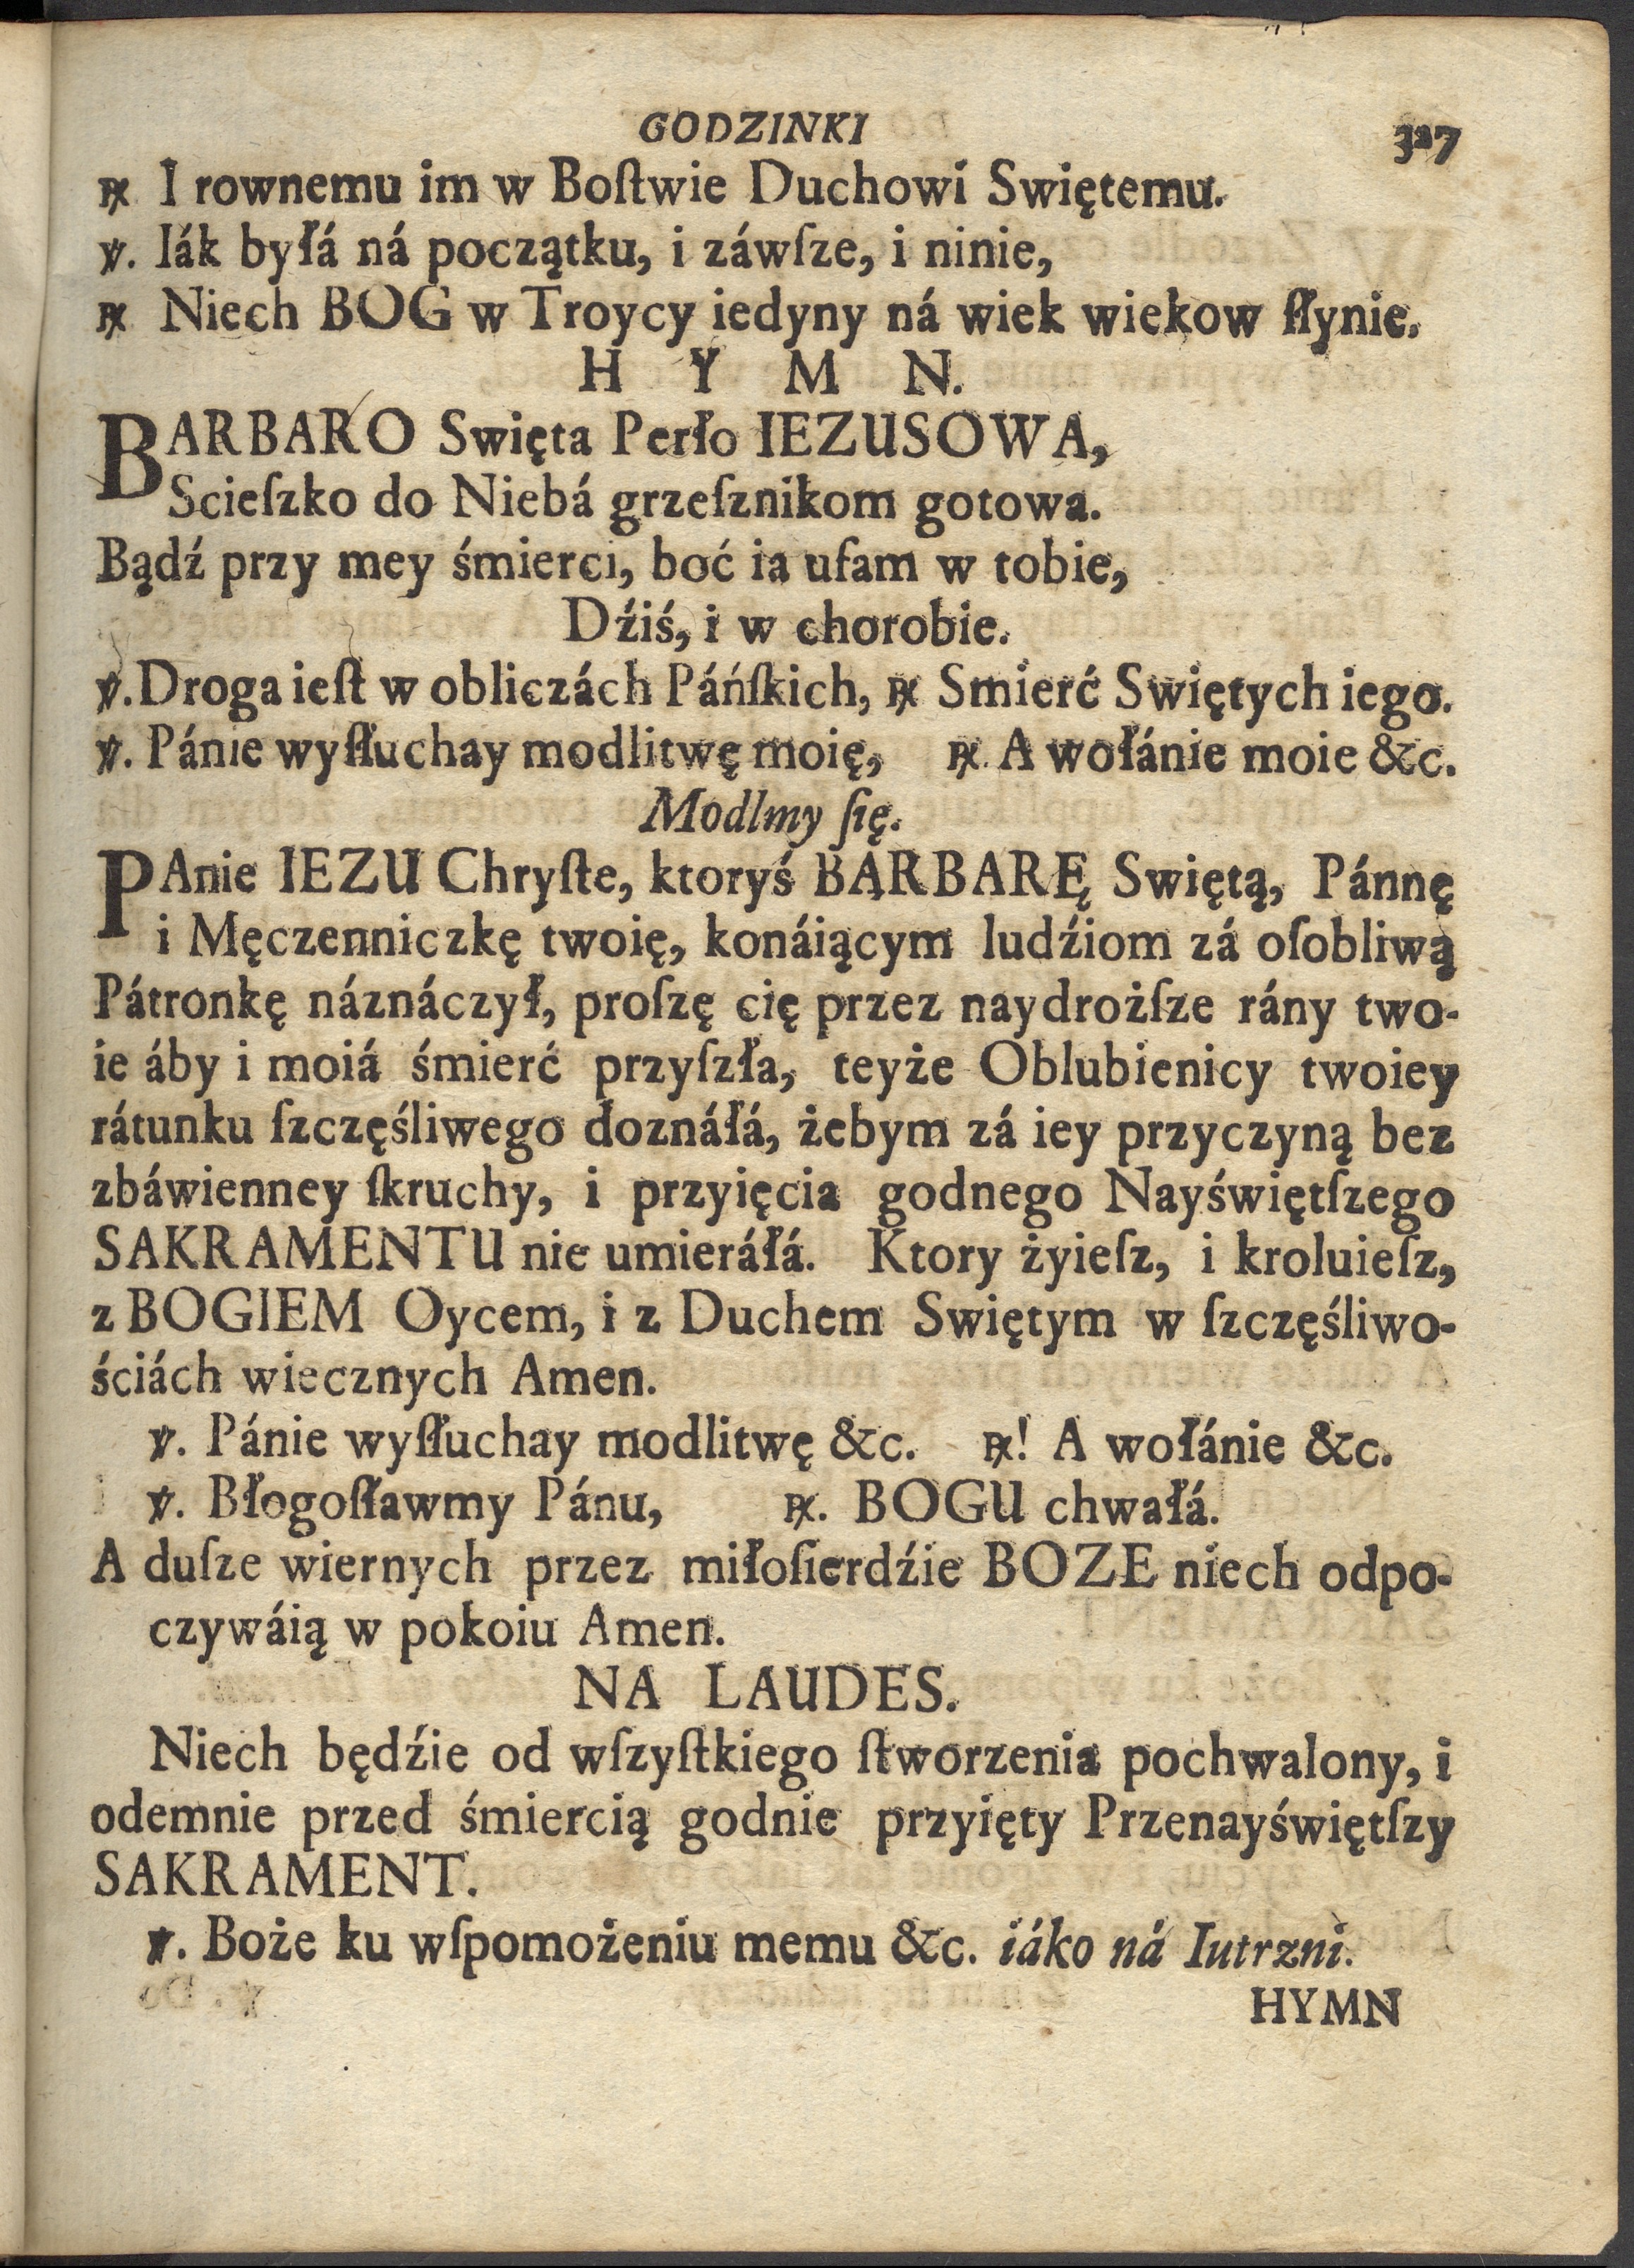 GODZINKI 327
℟ I rownemu im w Boſtwie Duchowi Swiętemu.
℣. Iák byłá ná początku, i záwſze, i ninie,
℟ Niech BOG w Troycy iedyny ná wiek wiekow ſłynie.
H Y M N.
BARBARO Swięta Perło IEZUSOWA,
Scieſzko do Niebá grzeſznikom gotowa.
Bądź przy mey śmierci, boć ia ufam w tobie,
Dźiś, i w chorobie.
℣. Droga ieſt w obliczách Páńſkich, ℟ Smierć Swiętych iego.
℣. Pánie wyſłuchay modlitwę moię, ℟. A wołánie moie &c.
Modlmy ſię.
PAnie IEZU Chryſte, ktoryś BARBARĘ Swiętą, Pánnę
i Męczenniczkę twoię, konáiącym ludźiom zá oſobliwą
Pátronkę náznáczył, proſzę cię przez naydrożſze rány two-
ie áby i moiá śmierć przyſzła, teyże Oblubienicy twoiey
rátunku ſzczęśliwego doznáłá, żebym zá iey przyczyną bez
zbáwienney ſkruchy, i przyięcia godnego Nayświętſzego
SAKRAMENTU nie umieráłá. Ktory żyieſz, i kroluieſz,
z BOGIEM Oycem, i z Duchem Swiętym w ſzczęśliwo-
ściách wiecznych Amen.
℣. Pánie wyſłuchay modlitwę &c. ℟! A wołánie &c.
℣. Błogoſławmy Pánu, ℟. BOGU chwałá.
A duſze wiernych przez miłoſierdźie BOZE niech odpo-
czywáią w pokoiu Amen.
NA LAUDES.
Niech będźie od wſzyſtkiego ſtworzenia pochwalony, i
odemnie przed śmiercią godnie przyięty Przenayświętſzy
SAKRAMENT.
℣. Boże ku wſpomożeniu memu &c. iáko ná Iutrzni.
HYMN